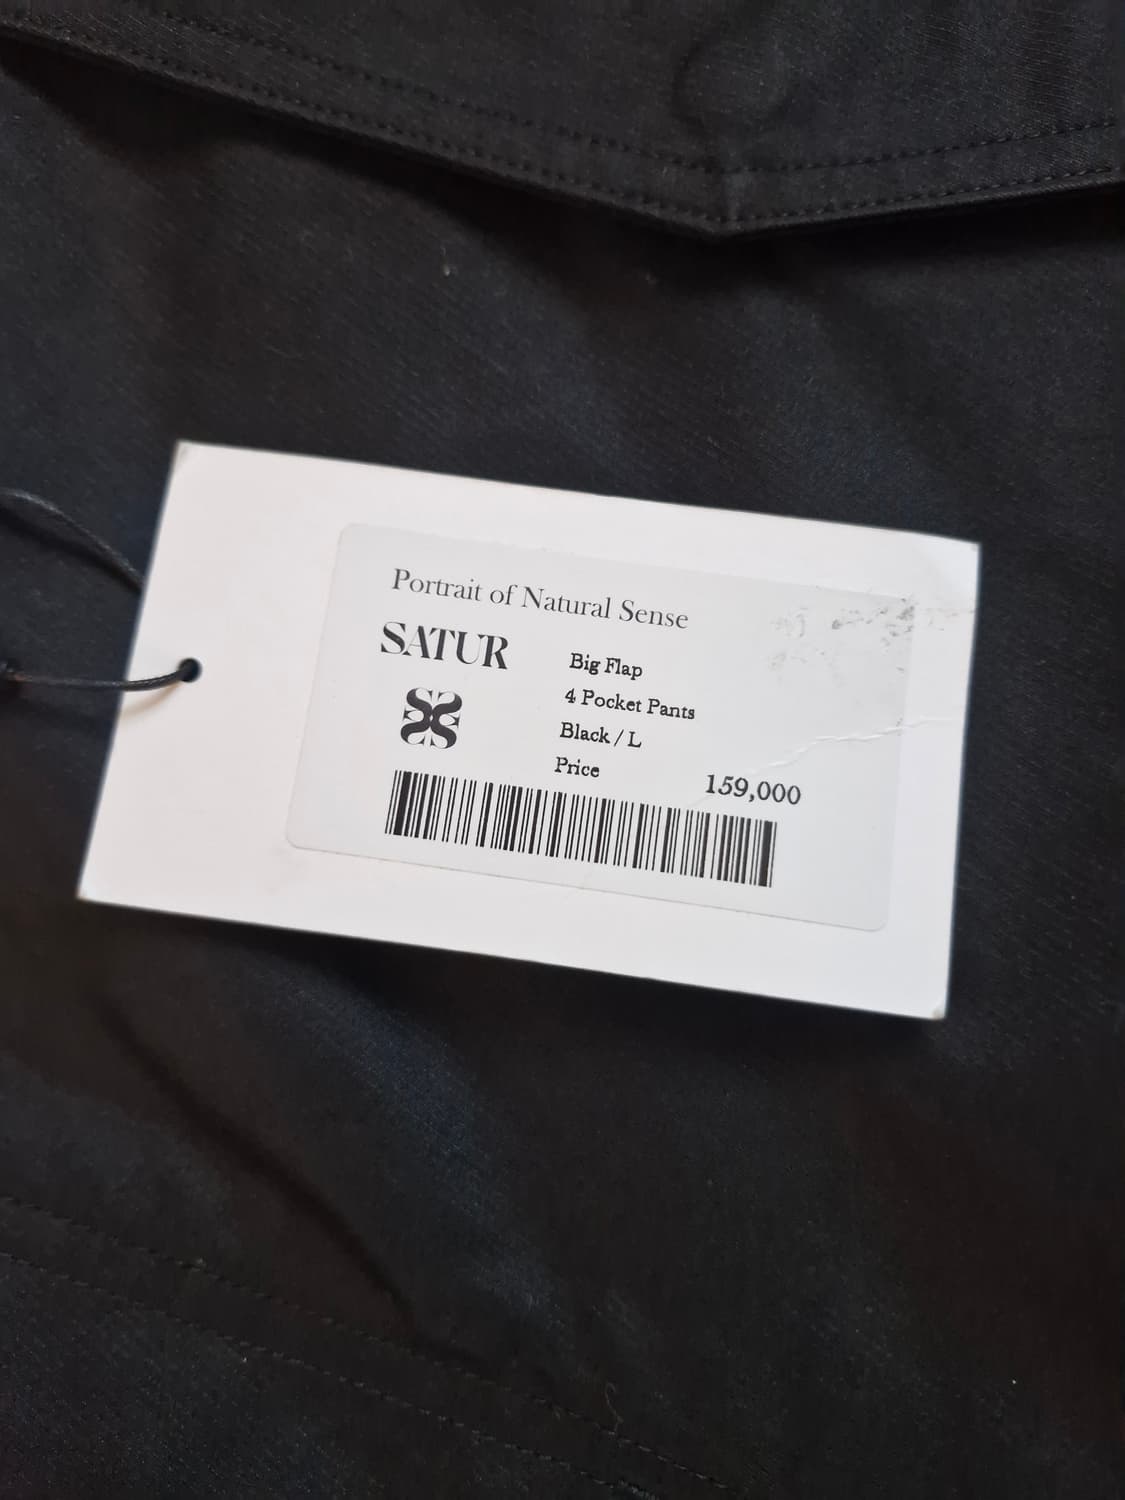 Portrait of Natural Sense
SATUR
Big Flap
4 Pocket Pants
Black / L
Price 159,000